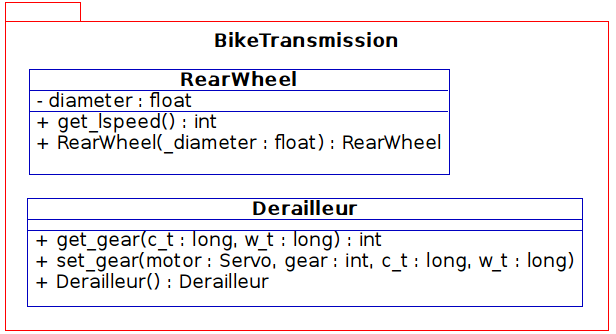 BikeTransmission
RearWheel
- diameter : float
+ get_lspeed() : int
+ RearWheel(_diameter : float) : RearWheel
Derailleur
+ get_gear(c_t : long, w_t : long) : int
+ set_gear(motor : Servo, gear : int, c_t : long, w_t : long)
+ Derailleur() : Derailleur